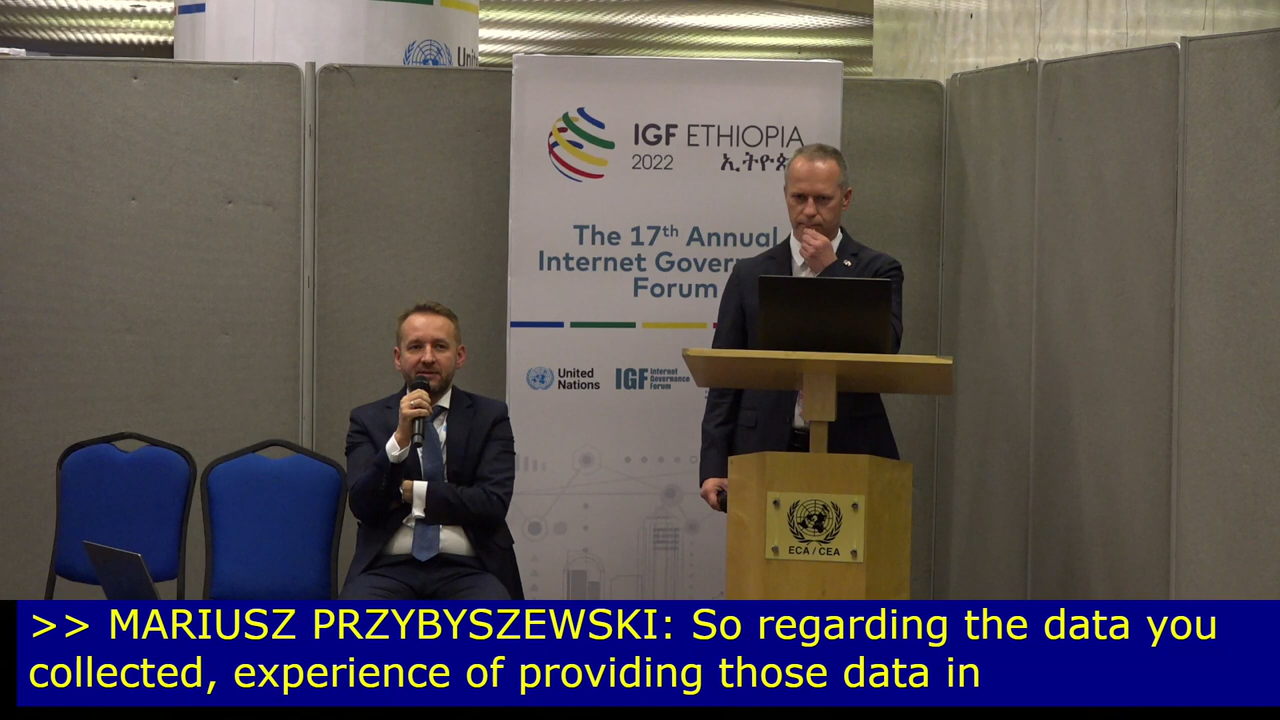 IGF ETHIOPIA
2022
The 17th Annual
Internet
Forum
United
Nations
IGF Internet
Governance
Forum
ECA / CEA
>> MARIUSZ PRZYBYSZEWSKI: So regarding the data you
collected, experience of providing those data in